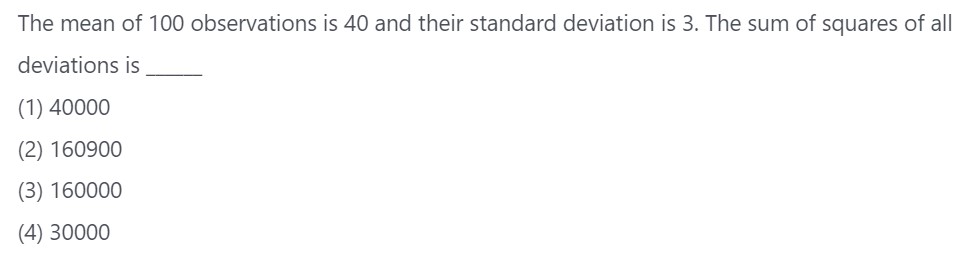 The mean of 100 observations is 40 and their standard deviation is 3. The sum of squares of all
deviations is ______
(1) 40000
(2) 160900
(3) 160000
(4) 30000